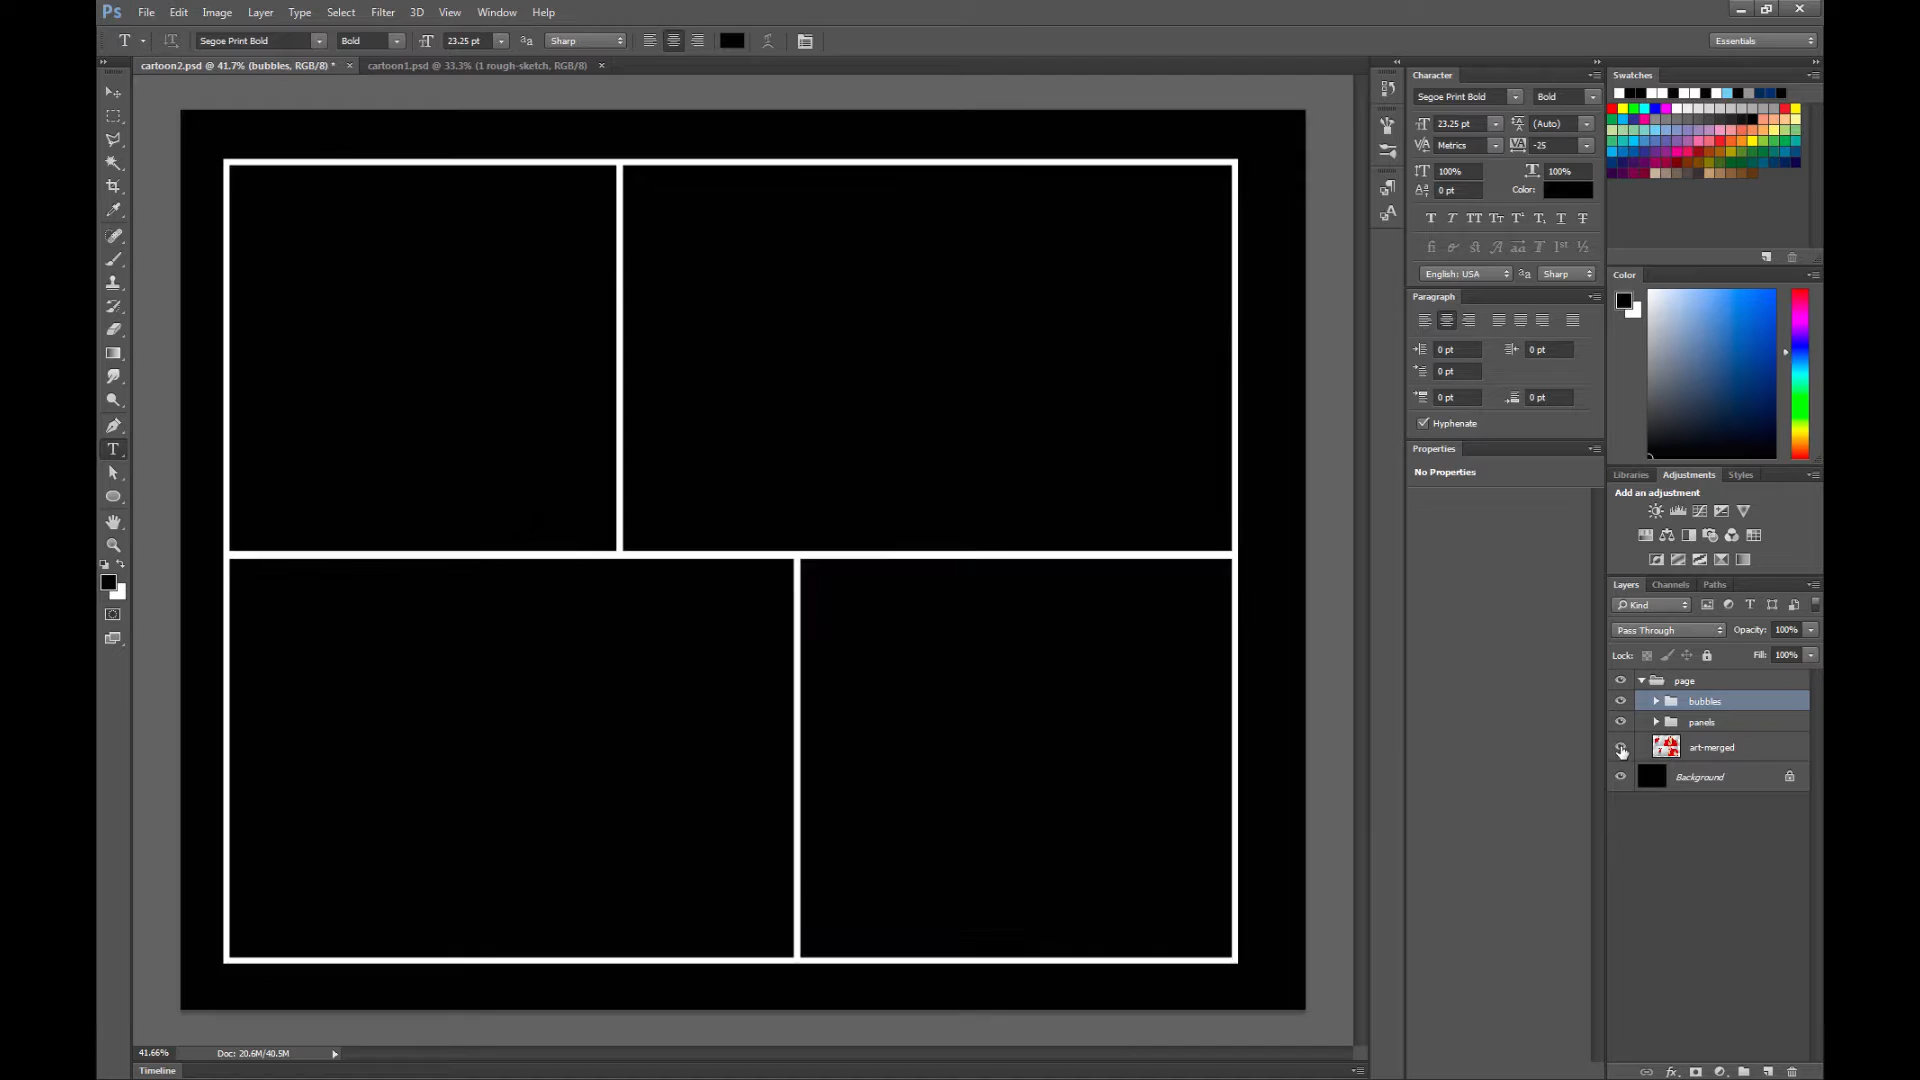 Ps File Edit Image Layer Type Select Filter 3D View Window Help
T Segoe Print Bold Bold 23.25 pt aa Sharp Essentials
cartoon2.psd @ 41.7% (bubbles, RGB/8) * × cartoon1.psd @ 33.3% (1 rough-sketch, RGB/8) ×
Character
Segoe Print Bold Bold
23.25 pt (Auto)
Metrics -25
100% 100%
0 pt Color:
English: USA aa Sharp
Paragraph
0 pt 0 pt
0 pt
0 pt 0 pt
Hyphenate
Properties
No Properties
Swatches
Color
Libraries Adjustments Styles
Add an adjustment
Layers Channels Paths
Kind
Pass Through Opacity: 100%
Lock: Fill: 100%
page
bubbles
panels
art-merged
Background
41.66% Doc: 20.6M/40.5M
Timeline